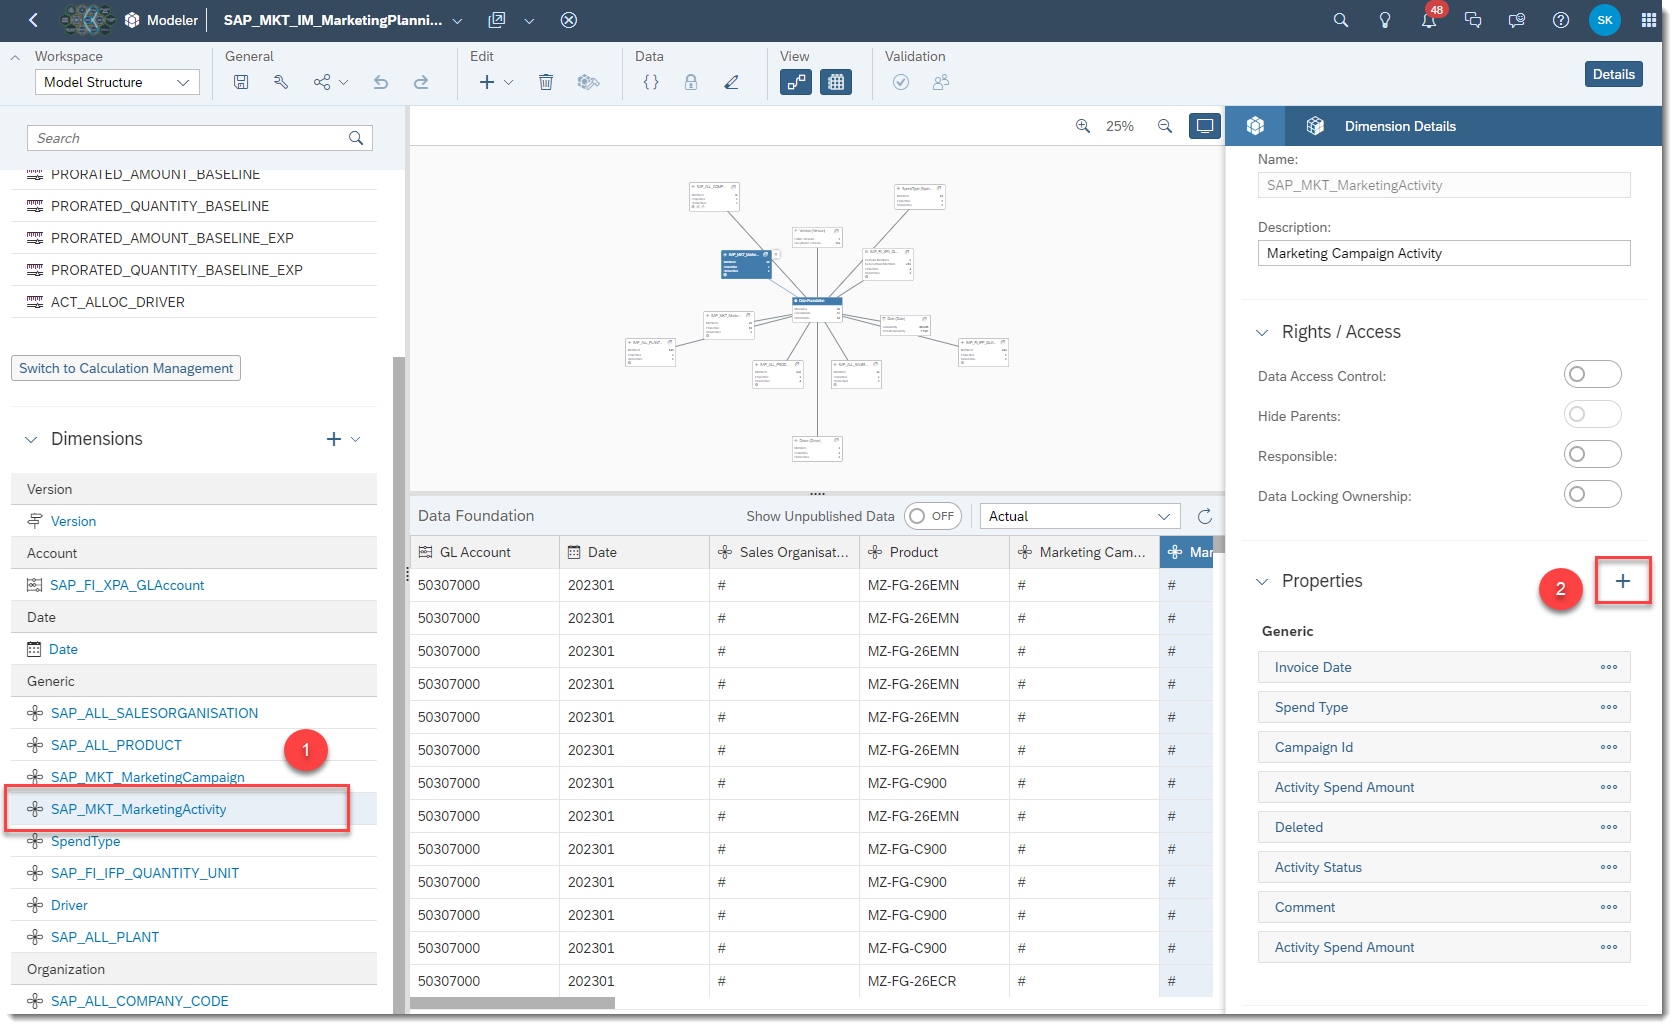 Modeler
SAP_MKT_IM_MarketingPlanni...
48
SK
Workspace
General
Edit
Data
View
Validation
Model Structure
Details
Search
PRORATED_AMOUNT_BASELINE
PRORATED_QUANTITY_BASELINE
PRORATED_AMOUNT_BASELINE_EXP
PRORATED_QUANTITY_BASELINE_EXP
ACT_ALLOC_DRIVER
Switch to Calculation Management
Dimensions
Version
Version
Account
SAP_FI_XPA_GLAccount
Date
Date
Generic
SAP_ALL_SALESORGANISATION
SAP_ALL_PRODUCT
1
SAP_MKT_MarketingCampaign
SAP_MKT_MarketingActivity
SpendType
SAP_FI_IFP_QUANTITY_UNIT
Driver
SAP_ALL_PLANT
Organization
SAP_ALL_COMPANY_CODE
25%
Data Foundation
Show Unpublished Data
OFF
Actual
GL Account Date Sales Organisat... Product Marketing Cam... Mar
50307000 202301 # MZ-FG-26EMN # #
50307000 202301 # MZ-FG-26EMN # #
50307000 202301 # MZ-FG-26EMN # #
50307000 202301 # MZ-FG-26EMN # #
50307000 202301 # MZ-FG-26EMN # #
50307000 202301 # MZ-FG-26EMN # #
50307000 202301 # MZ-FG-C900 # #
50307000 202301 # MZ-FG-26EMN # #
50307000 202301 # MZ-FG-C900 # #
50307000 202301 # MZ-FG-C900 # #
50307000 202301 # MZ-FG-C900 # #
50307000 202301 # MZ-FG-C900 # #
50307000 202301 # MZ-FG-26ECR # #
Dimension Details
Name:
SAP_MKT_MarketingActivity
Description:
Marketing Campaign Activity
Rights / Access
Data Access Control:
Hide Parents:
Responsible:
Data Locking Ownership:
Properties
2
Generic
Invoice Date
Spend Type
Campaign Id
Activity Spend Amount
Deleted
Activity Status
Comment
Activity Spend Amount